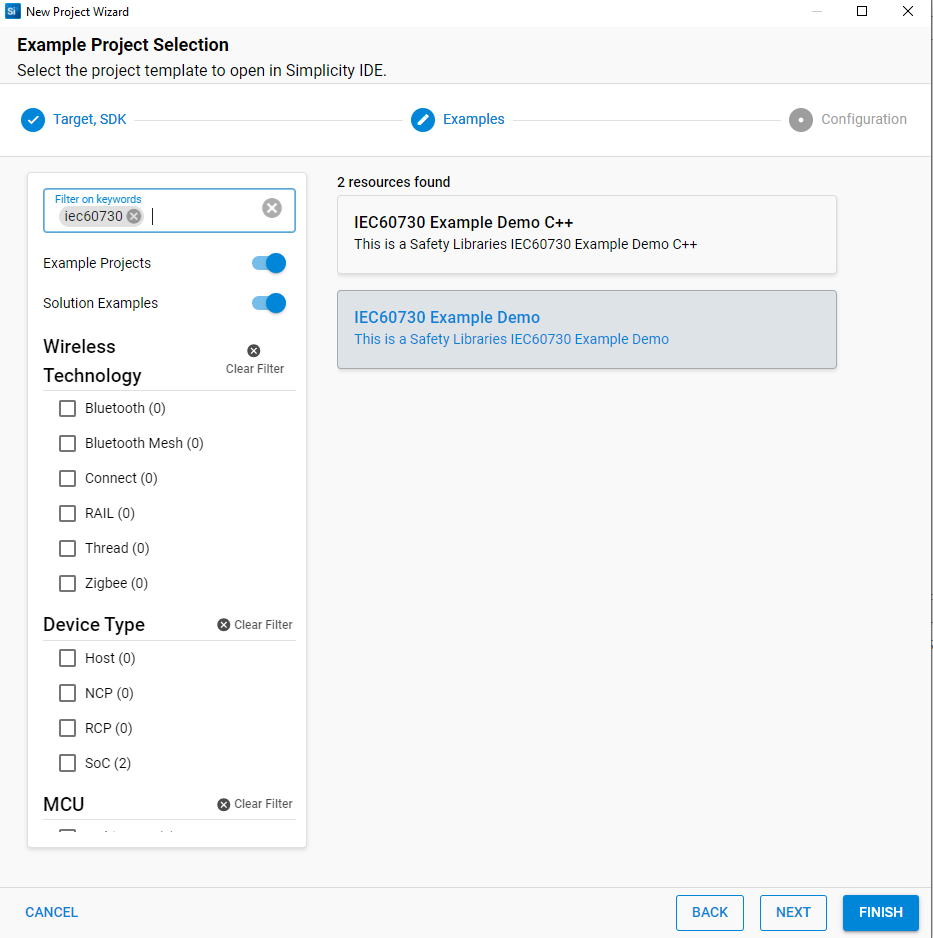 Si New Project Wizard
Example Project Selection
Select the project template to open in Simplicity IDE.
Target, SDK
Examples
Configuration
Filter on keywords
iec60730
Example Projects
Solution Examples
Wireless
Technology
Clear Filter
Bluetooth (0)
Bluetooth Mesh (0)
Connect (0)
RAIL (0)
Thread (0)
Zigbee (0)
Device Type
Clear Filter
Host (0)
NCP (0)
RCP (0)
SoC (2)
MCU
Clear Filter
2 resources found
IEC60730 Example Demo C++
This is a Safety Libraries IEC60730 Example Demo C++
IEC60730 Example Demo
This is a Safety Libraries IEC60730 Example Demo
CANCEL
BACK
NEXT
FINISH